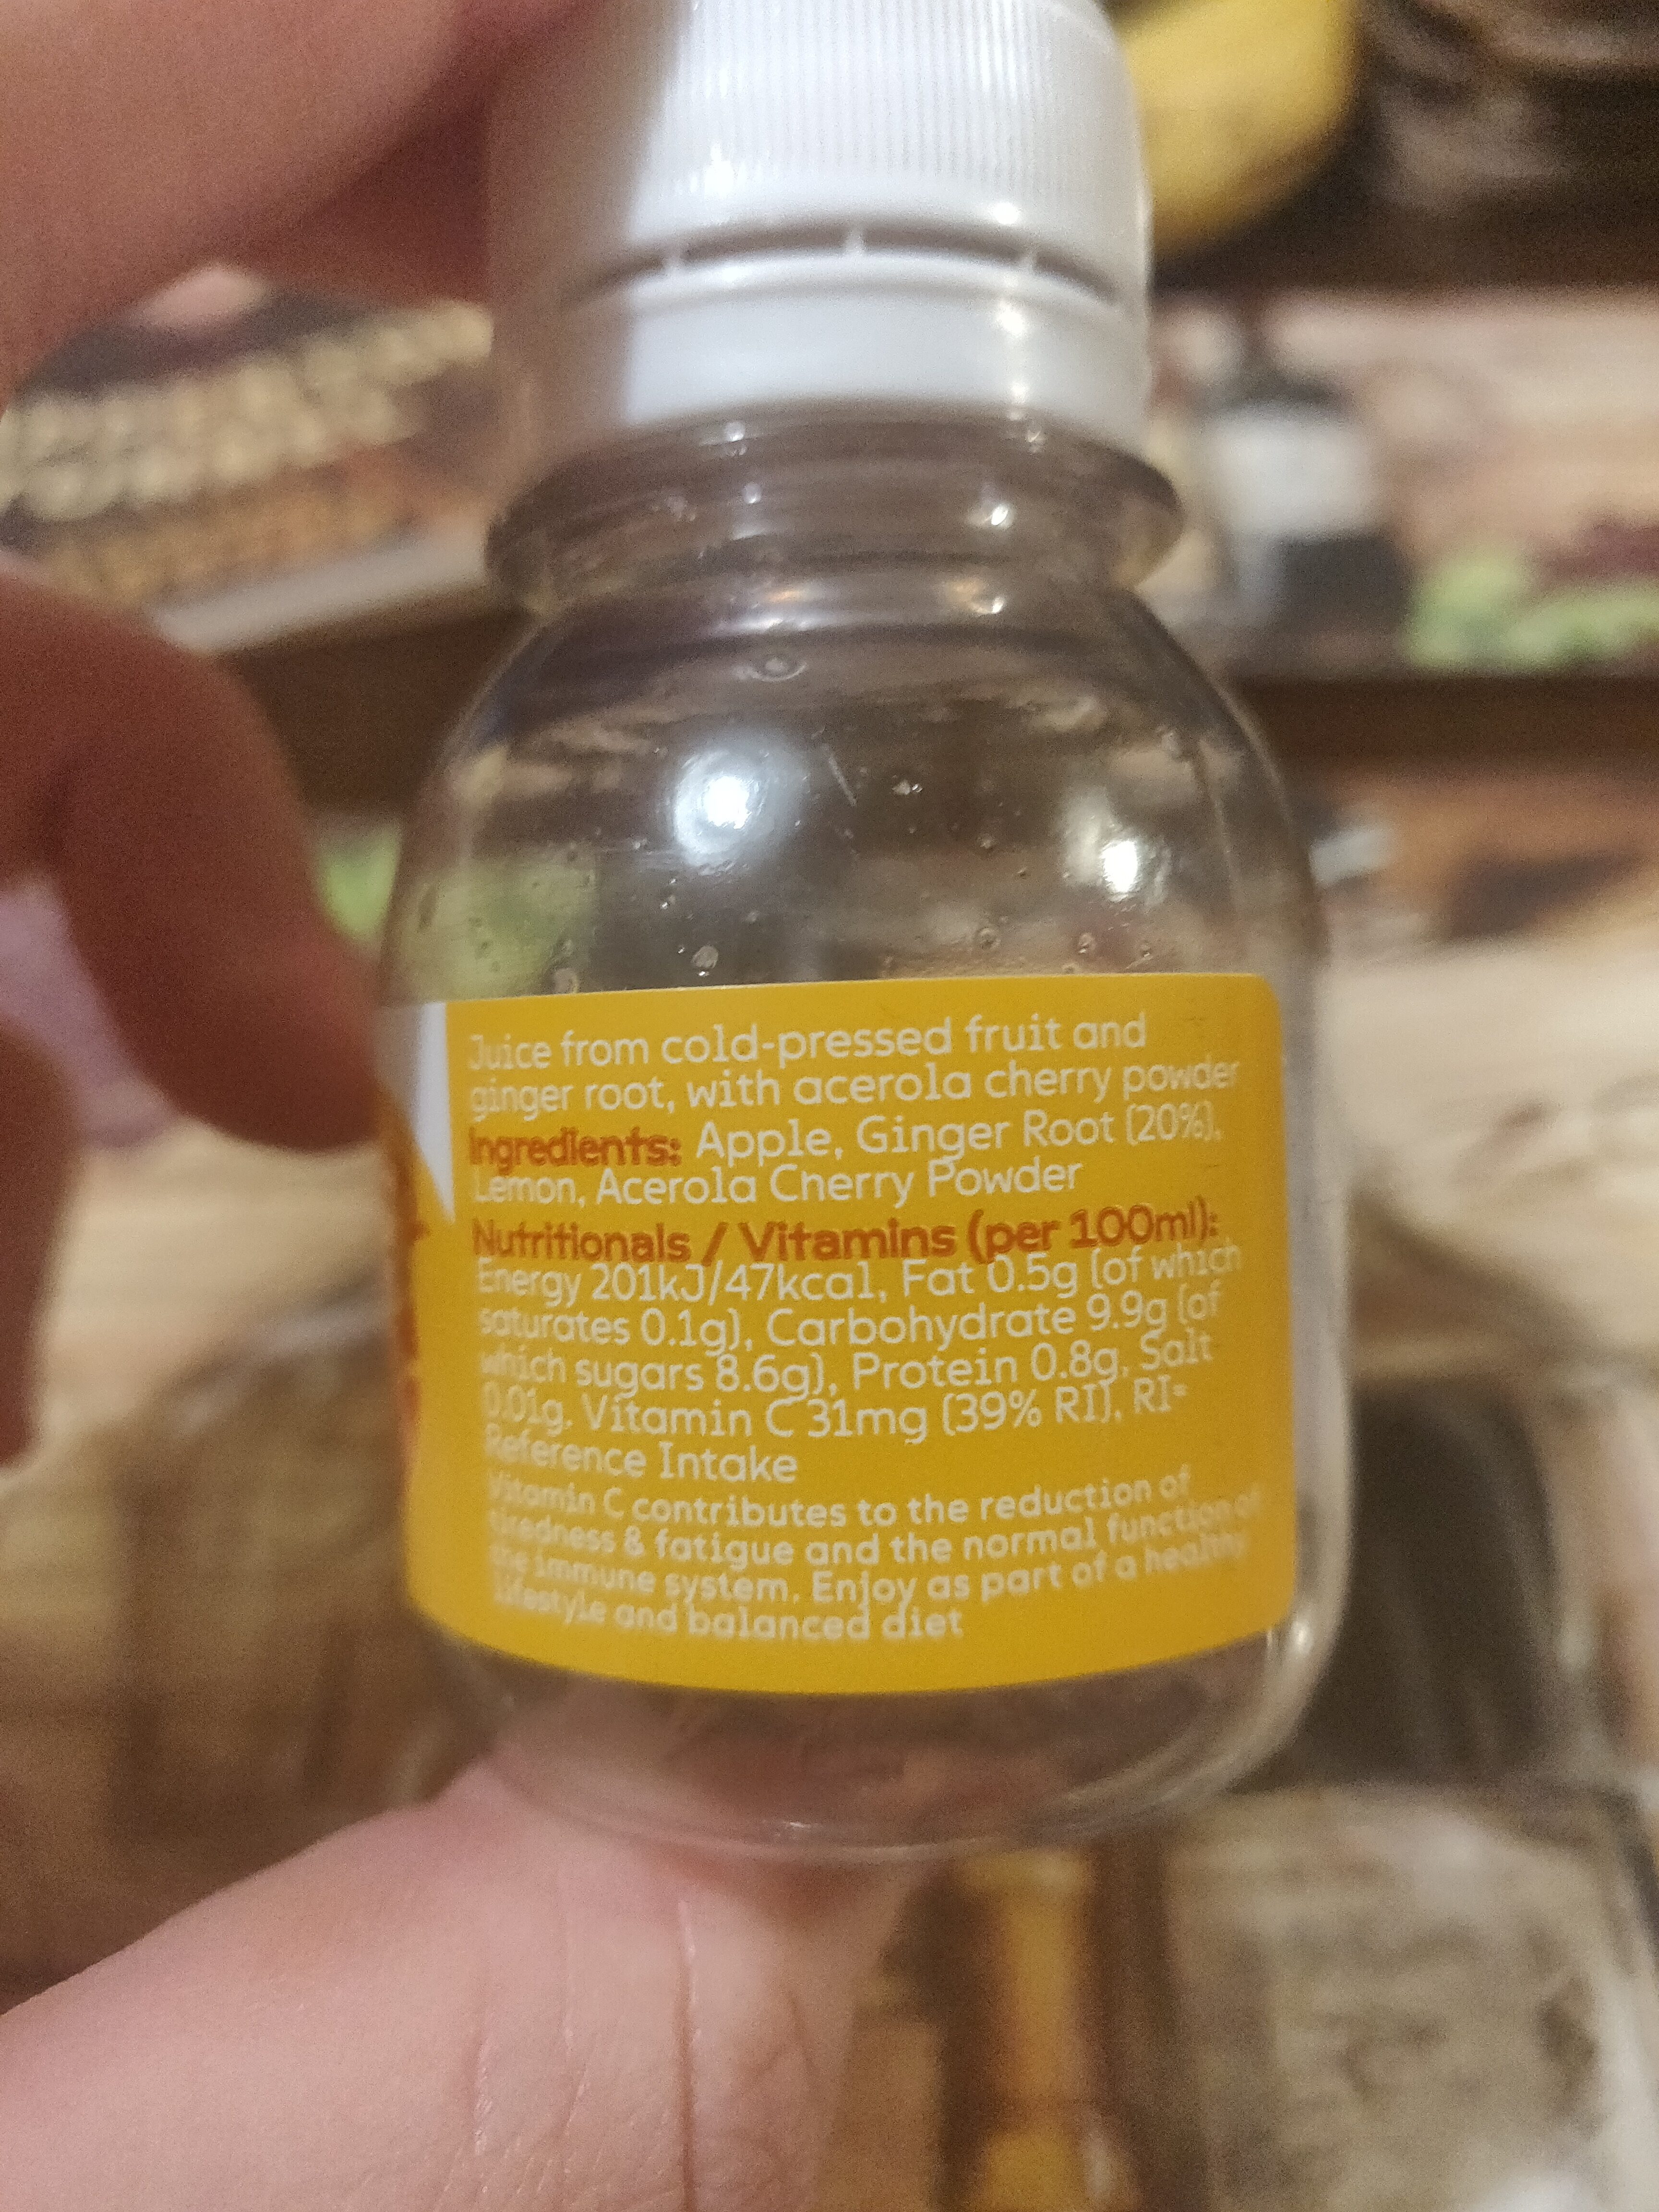 Juice from cold-pressed fruit and
ginger root, with acerola cherry powder
Ingredients: Apple, Ginger Root (20%),
Lemon, Acerola Cherry Powder
Nutritionals / Vitamins (per 100ml):
Energy 201kJ/47kcal, Fat 0.5g (of which
saturates 0.1g), Carbohydrate 9.9g (of
which sugars 8.6g), Protein 0.8g, Salt
0.01g. Vitamin C 31mg (39% RI), RI=
Reference Intake
Vitamin C contributes to the reduction of
tiredness & fatigue and the normal function of
the immune system. Enjoy as part of a healthy
lifestyle and balanced diet